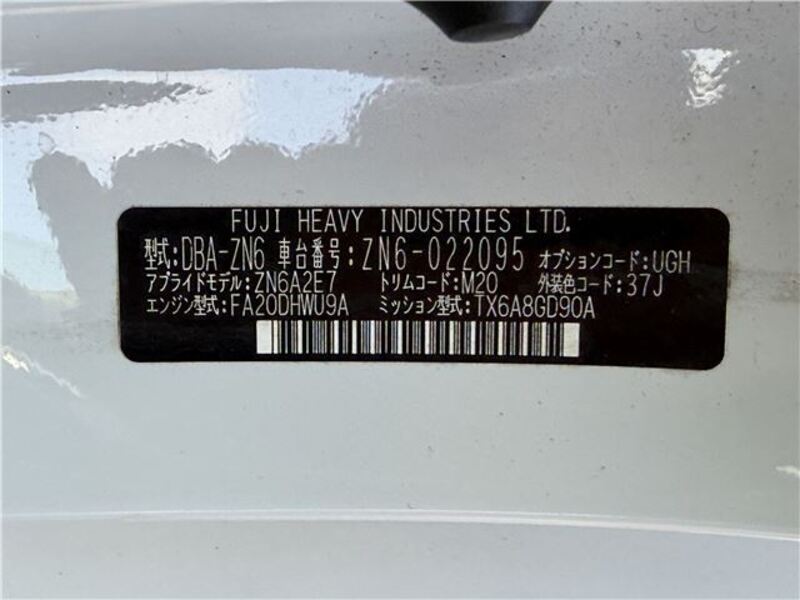 FUJI HEAVY INDUSTRIES LTD.
型式:DBA-ZN6 車台番号:ZN6-022095 オプションコード:UGH
アプライドモデル:ZN6A2E7 トリムコード:M20 外装色コード:37J
エンジン型式:FA20DHWU9A ミッション型式:TX6A8GD90A